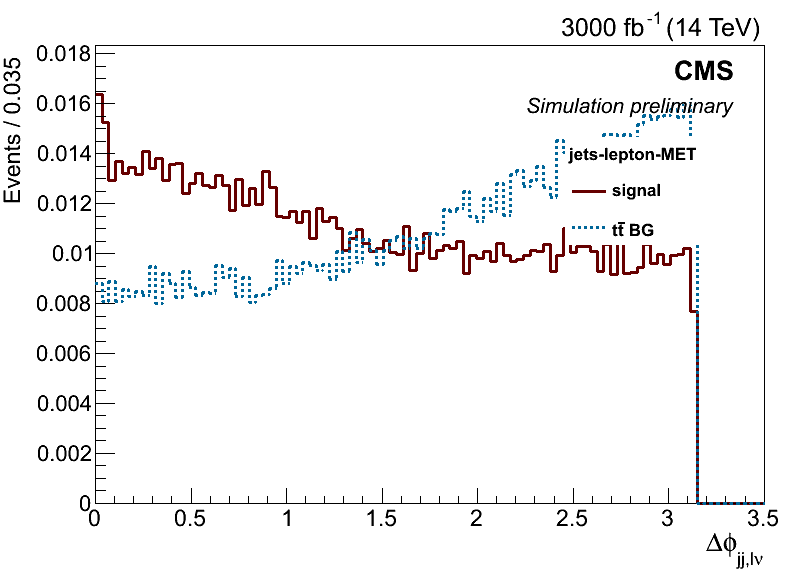 3000 fb⁻¹ (14 TeV)
Events / 0.035
0.018
0.016
0.014
0.012
0.01
0.008
0.006
0.004
0.002
0
CMS
Simulation preliminary
jets-lepton-MET
signal
tt̄ BG
0 0.5 1 1.5 2 2.5 3 3.5
Δϕjj,lν